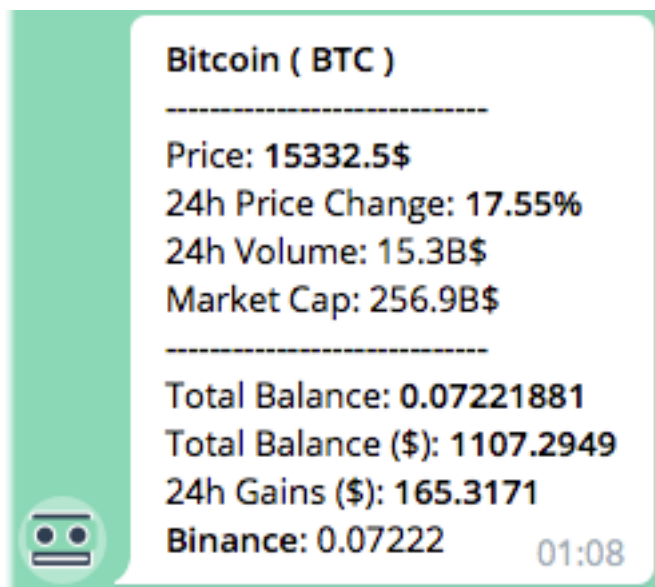 Bitcoin ( BTC )
-----------------------------
Price: 15332.5$
24h Price Change: 17.55%
24h Volume: 15.3B$
Market Cap: 256.9B$
-----------------------------
Total Balance: 0.07221881
Total Balance ($): 1107.2949
24h Gains ($): 165.3171
Binance: 0.07222
01:08